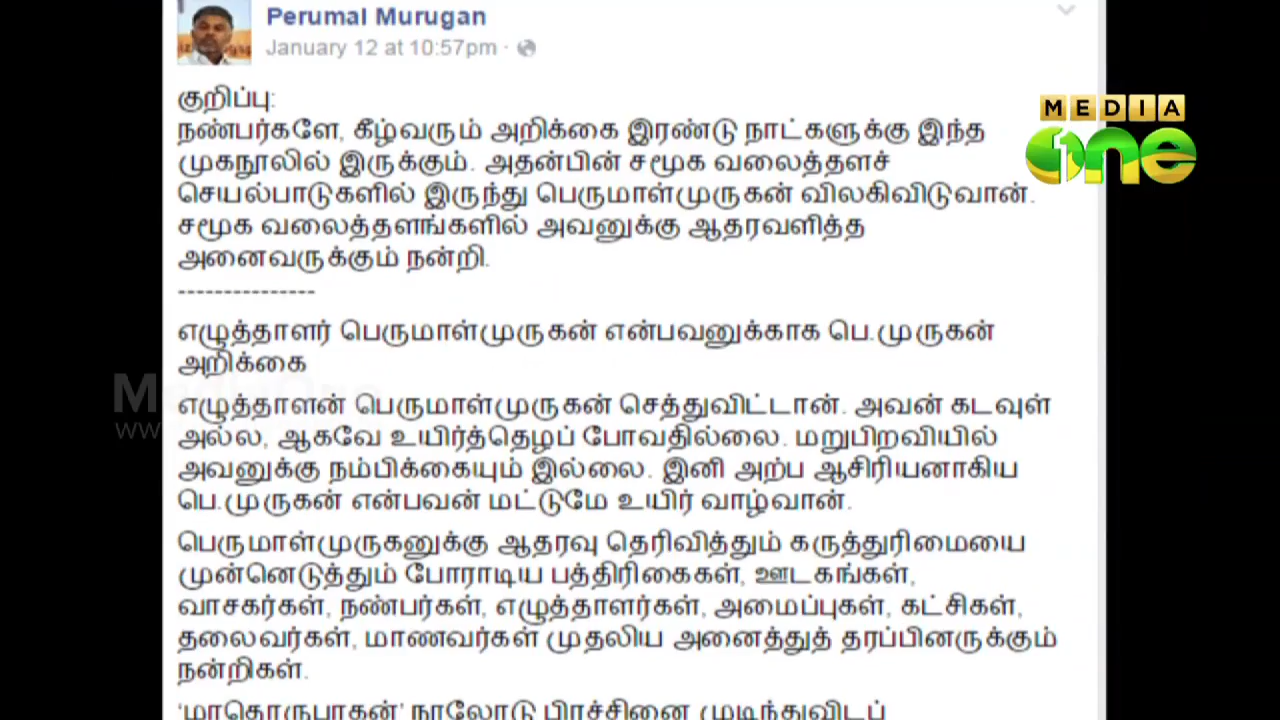 Perumal Murugan
January 12 at 10:57pm ·
MEDIA
one
குறிப்பு:
நண்பர்களே, கீழ்வரும் அறிக்கை இரண்டு நாட்களுக்கு இந்த
முகநூலில் இருக்கும். அதன்பின் சமூக வலைத்தளச்
செயல்பாடுகளில் இருந்து பெருமாள்முருகன் விலகிவிடுவான்.
சமூக வலைத்தளங்களில் அவனுக்கு ஆதரவளித்த
அனைவருக்கும் நன்றி.
---------------
எழுத்தாளர் பெருமாள்முருகன் என்பவனுக்காக பெ.முருகன்
அறிக்கை
எழுத்தாளன் பெருமாள்முருகன் செத்துவிட்டான். அவன் கடவுள்
அல்ல, ஆகவே உயிர்த்தெழப் போவதில்லை. மறுபிறவியில்
அவனுக்கு நம்பிக்கையும் இல்லை. இனி அற்ப ஆசிரியனாகிய
பெ.முருகன் என்பவன் மட்டுமே உயிர் வாழ்வான்.
பெருமாள்முருகனுக்கு ஆதரவு தெரிவித்தும் கருத்துரிமையை
முன்னெடுத்தும் போராடிய பத்திரிகைகள், ஊடகங்கள்,
வாசகர்கள், நண்பர்கள், எழுத்தாளர்கள், அமைப்புகள், கட்சிகள்,
தலைவர்கள், மாணவர்கள் முதலிய அனைத்துத் தரப்பினருக்கும்
நன்றிகள்.
‘மாதொருபாகன்’ நூலோடு பிரச்சினை முடிந்துவிடப்